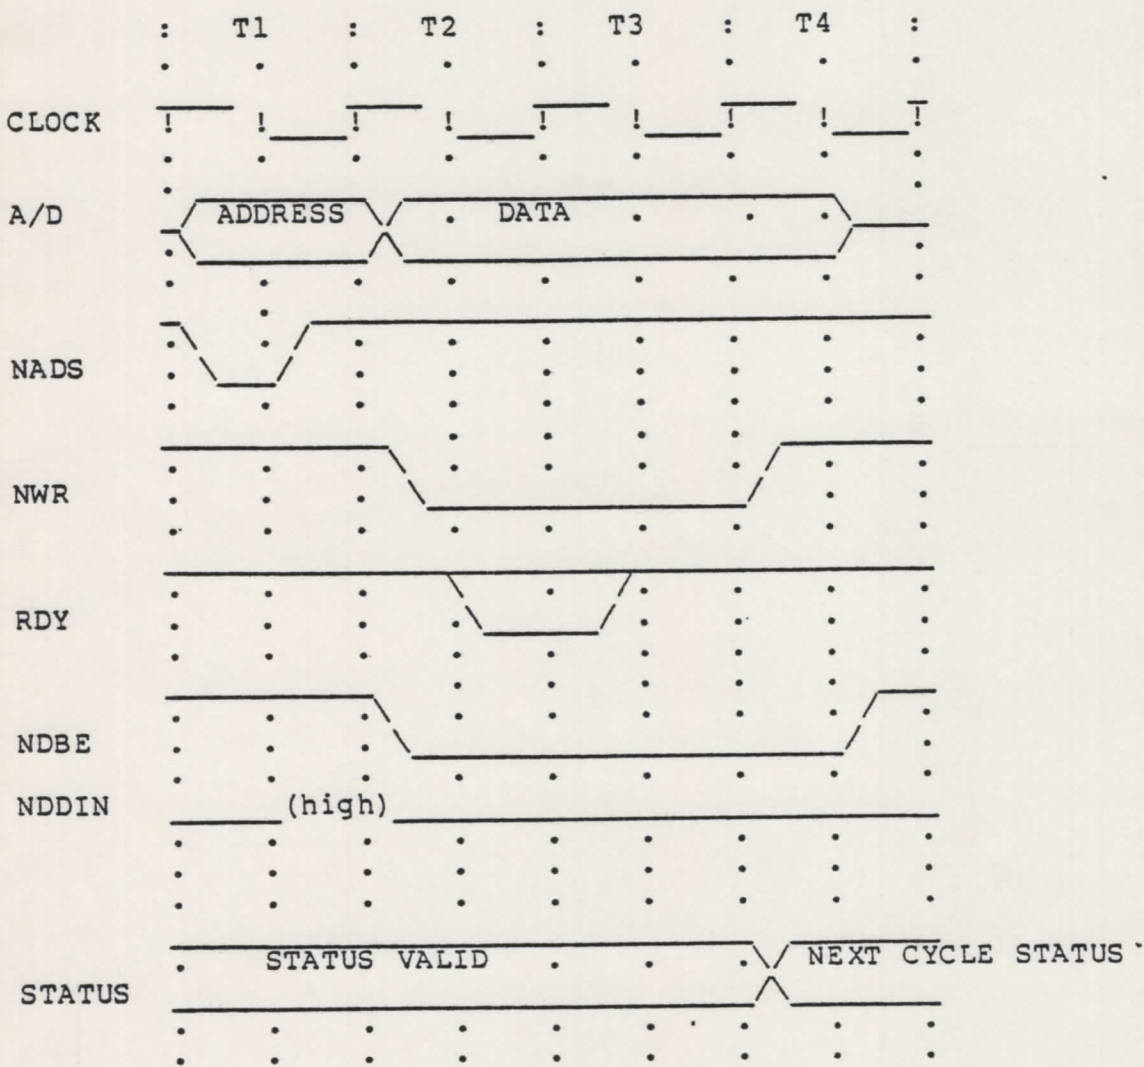 : T1 : T2 : T3 : T4 :
CLOCK
A/D ADDRESS DATA
NADS
NWR
RDY
NDBE
NDDIN (high)
STATUS VALID NEXT CYCLE STATUS
STATUS